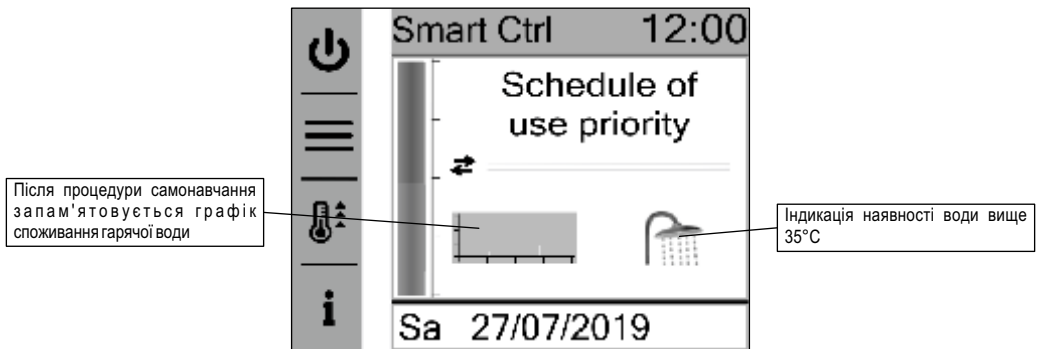 Smart Ctrl 12:00
Schedule of
use priority
Після процедури самонавчання
запам'ятовується графік
споживання гарячої води
Індикація наявності води вище
35°C
i
Sa 27/07/2019